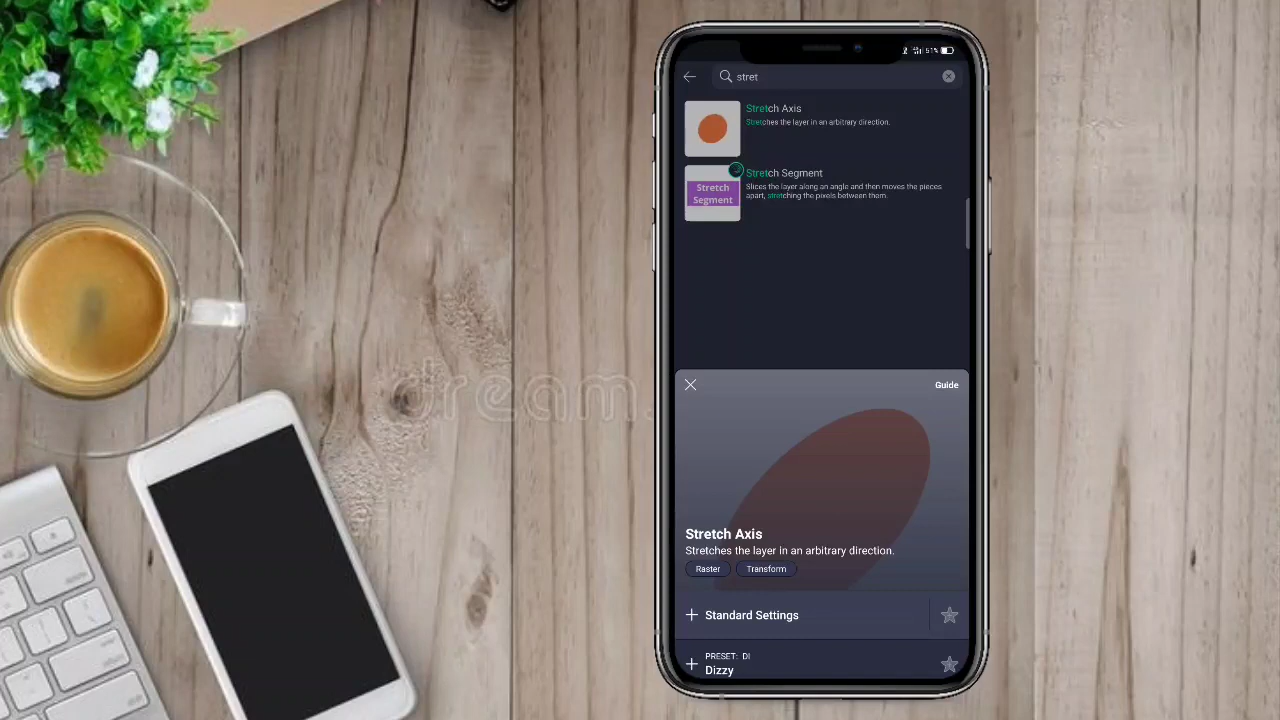 51%
stret
Stretch Axis
Stretches the layer in an arbitrary direction.
Stretch
Segment
Stretch Segment
Slices the layer along an angle and then moves the pieces
apart, stretching the pixels between them.
Guide
Stretch Axis
Stretches the layer in an arbitrary direction.
Raster
Transform
Standard Settings
PRESET: DI
Dizzy
dream